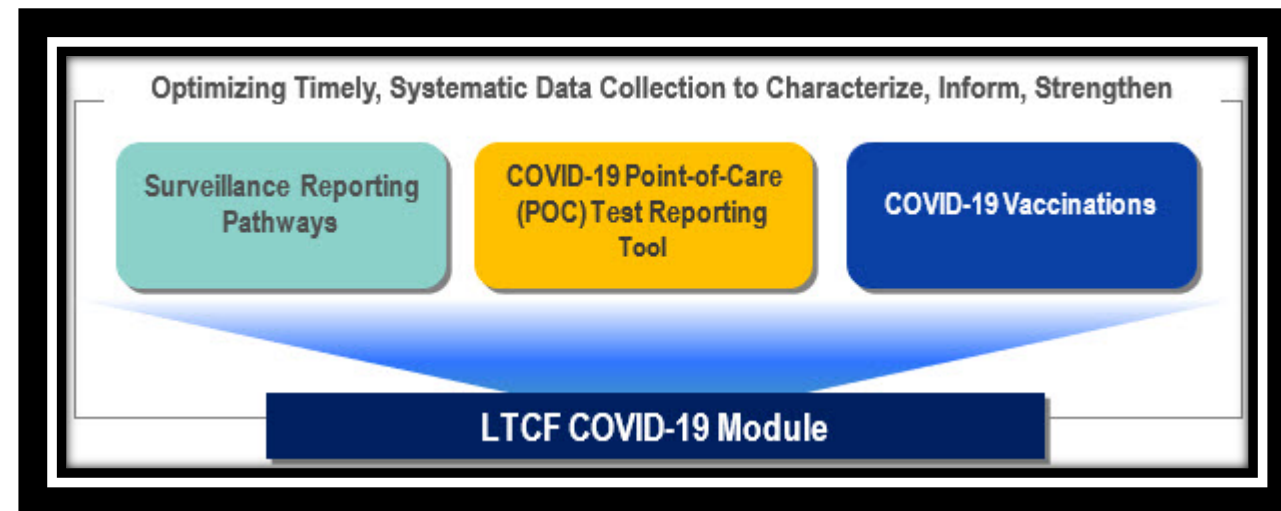 Optimizing Timely, Systematic Data Collection to Characterize, Inform, Strengthen
Surveillance Reporting
Pathways
COVID-19 Point-of-Care
(POC) Test Reporting
Tool
COVID-19 Vaccinations
LTCF COVID-19 Module